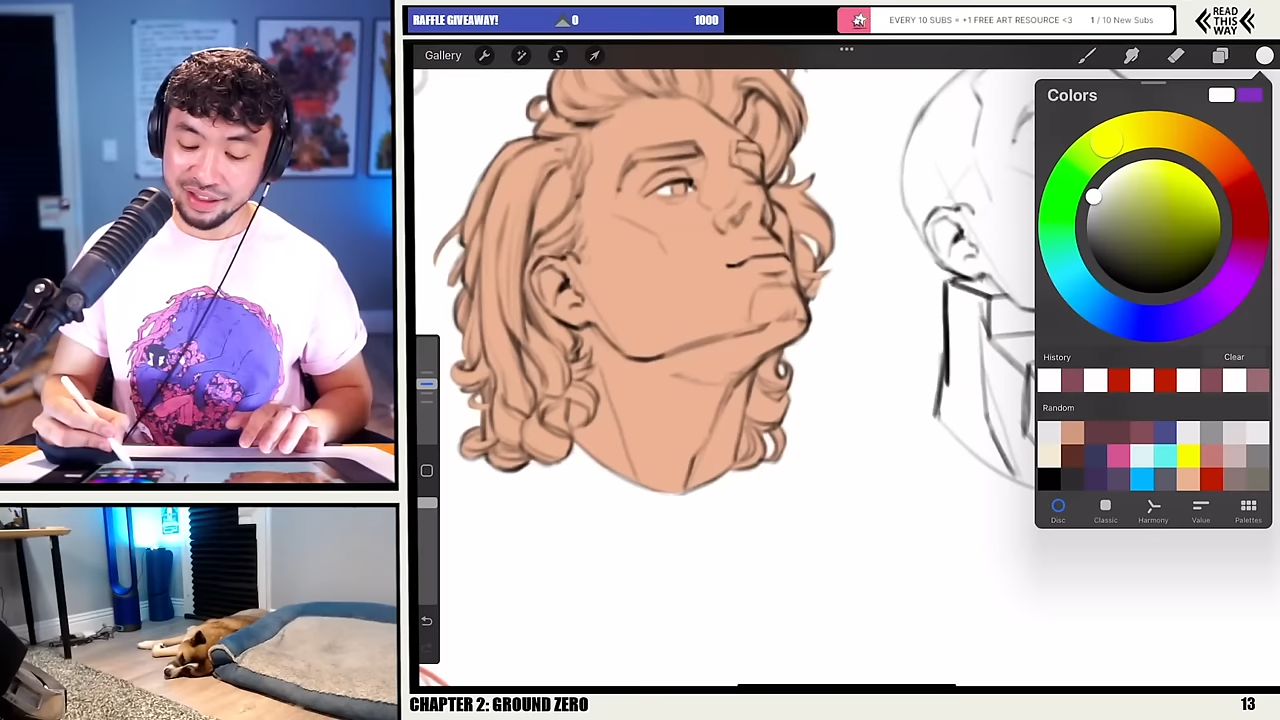 RAFFLE GIVEAWAY! 0 1000
EVERY 10 SUBS = +1 FREE ART RESOURCE <3 1 / 10 New Subs
READ
THIS
WAY
Gallery
Colors
History Clear
Random
Disc Classic Harmony Value Palettes
CHAPTER 2: GROUND ZERO 13